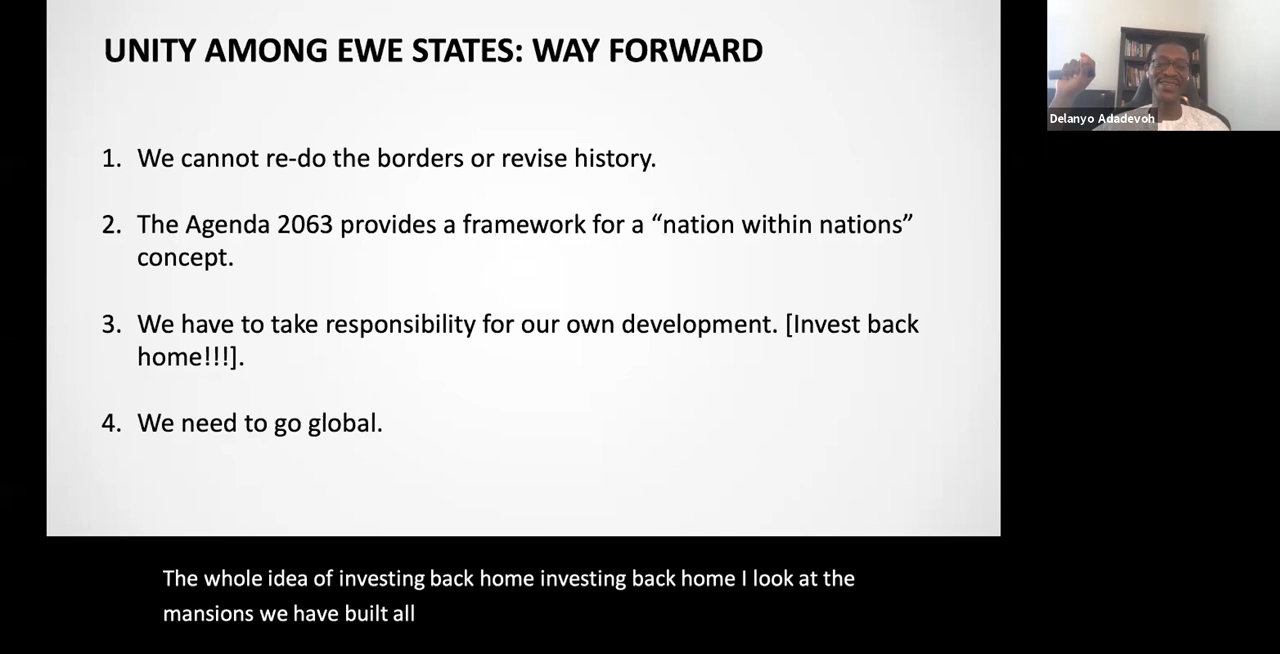 UNITY AMONG EWE STATES: WAY FORWARD
1. We cannot re-do the borders or revise history.
2. The Agenda 2063 provides a framework for a “nation within nations”
concept.
3. We have to take responsibility for our own development. [Invest back
home!!!].
4. We need to go global.
Delanyo Adadevoh
The whole idea of investing back home investing back home I look at the
mansions we have built all